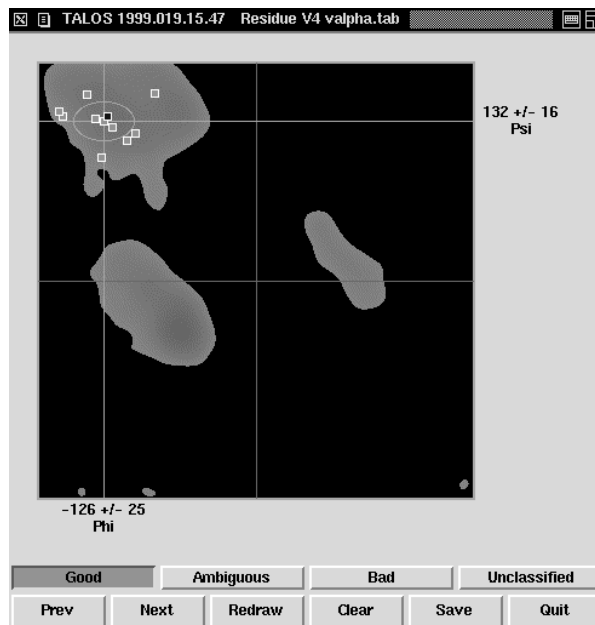 TALOS 1999.019.15.47 Residue V4 valpha.tab
132 +/- 16
Psi
-126 +/- 25
Phi
Good Ambiguous Bad Unclassified
Prev Next Redraw Clear Save Quit